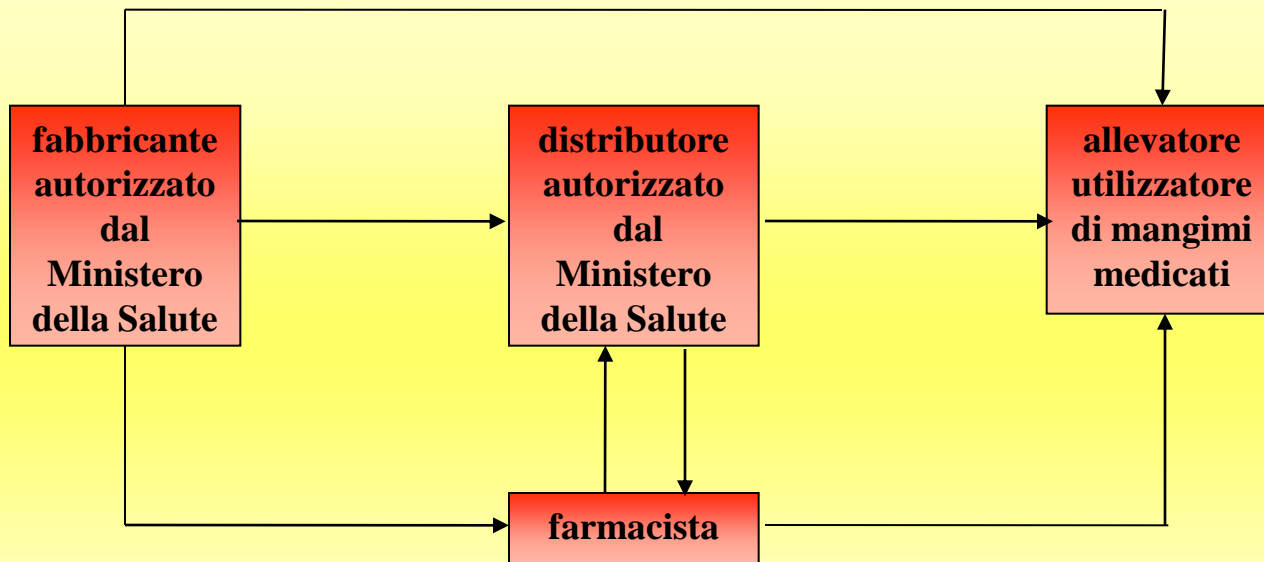 fabbricante
autorizzato
dal
Ministero
della Salute
distributore
autorizzato
dal
Ministero
della Salute
allevatore
utilizzatore
di mangimi
medicati
farmacista